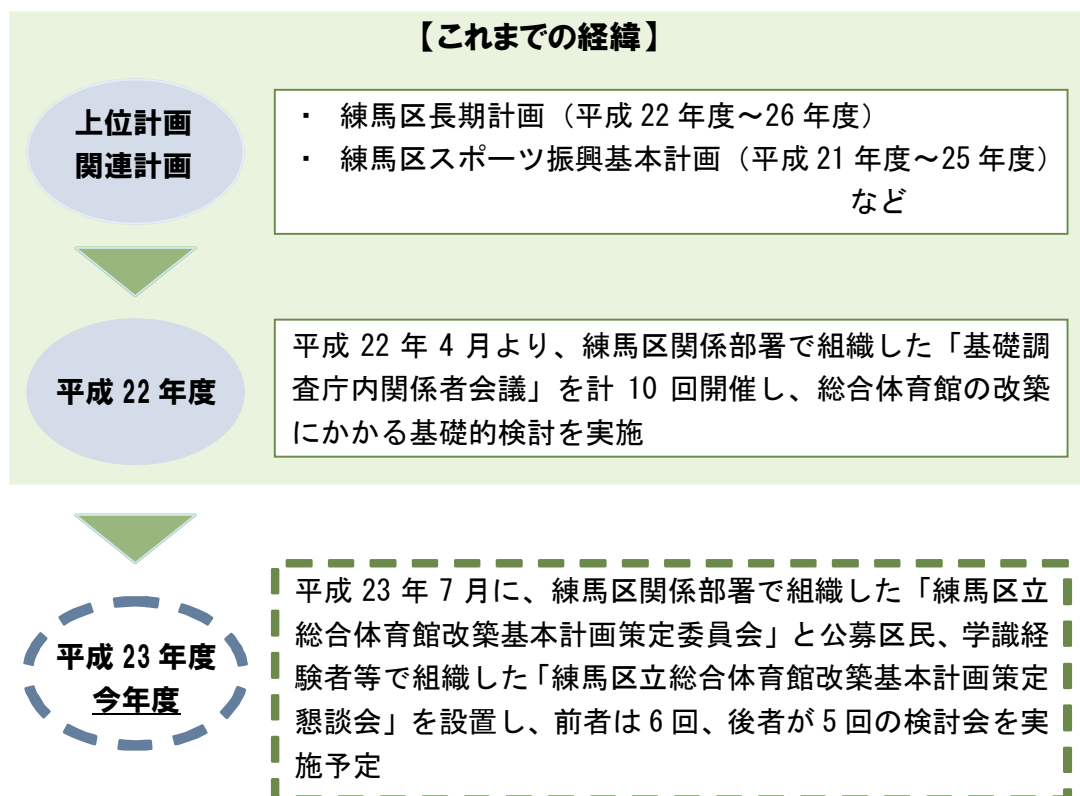 【これまでの経緯】
上位計画
関連計画
・ 練馬区長期計画（平成 22 年度～26 年度）
・ 練馬区スポーツ振興基本計画（平成 21 年度～25 年度）
など
平成 22 年度
平成 22 年 4 月より、練馬区関係部署で組織した「基礎調
査庁内関係者会議」を計 10 回開催し、総合体育館の改築
にかかる基礎的検討を実施
平成 23 年度
今年度
平成 23 年 7 月に、練馬区関係部署で組織した「練馬区立
総合体育館改築基本計画策定委員会」と公募区民、学識経
験者等で組織した「練馬区立総合体育館改築基本計画策定
懇談会」を設置し、前者は 6 回、後者が 5 回の検討会を実
施予定